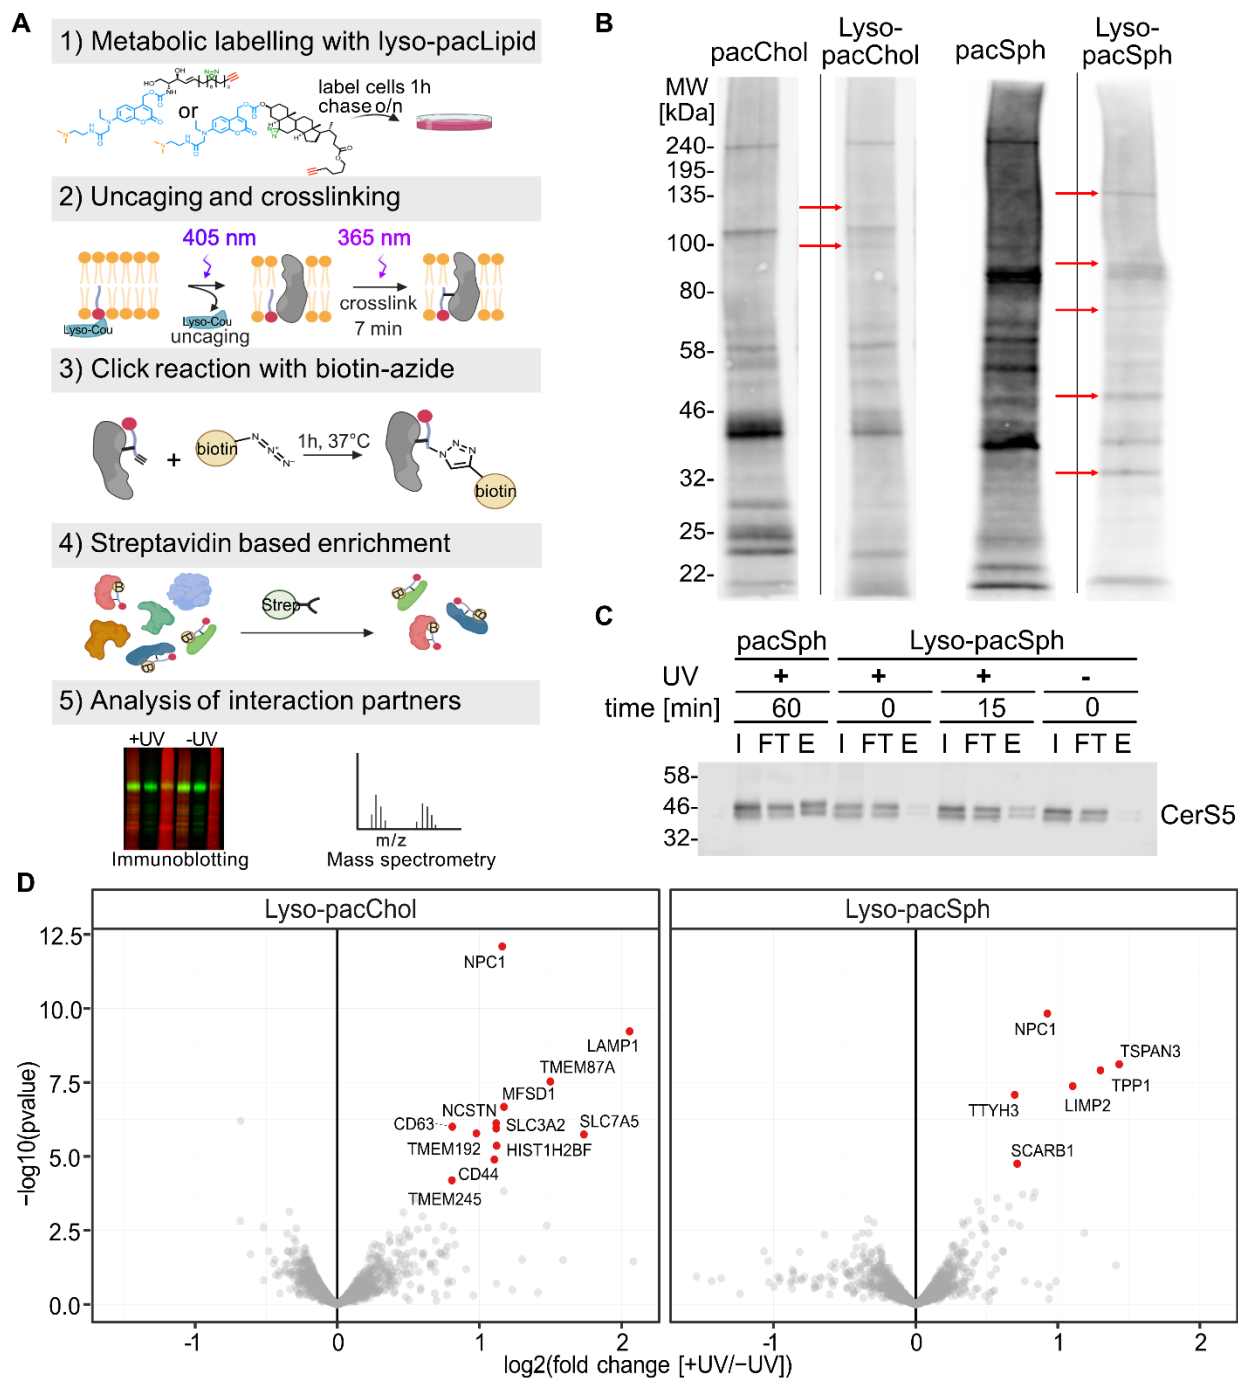 A
1) Metabolic labelling with lyso-pacLipid
or
label cells 1h
chase o/n
2) Uncaging and crosslinking
405 nm
365 nm
Lyso-Cou
uncaging
Lyso-Cou
crosslink
7 min
3) Click reaction with biotin-azide
+
biotin
1h, 37°C
biotin
4) Streptavidin based enrichment
Strep
5) Analysis of interaction partners
+UV -UV
Immunoblotting
m/z
Mass spectrometry
B
pacChol
Lyso-
pacChol
pacSph
Lyso-
pacSph
MW
[kDa]
240-
195-
135-
100-
80-
58-
46-
32-
25-
22-
C
pacSph Lyso-pacSph
UV + + + -
time [min] 60 0 15 0
I FT E I FT E I FT E I FT E
58-
46-
32-
CerS5
D
Lyso-pacChol
Lyso-pacSph
−log10(pvalue)
12.5
10.0
7.5
5.0
2.5
0.0
NPC1
LAMP1
TMEM87A
MFSD1
NCSTN
CD63
SLC3A2
SLC7A5
TMEM192
HIST1H2BF
CD44
TMEM245
NPC1
TSPAN3
TPP1
LIMP2
TTYH3
SCARB1
-1 0 1 2
-1 0 1 2
log2(fold change [+UV/−UV])